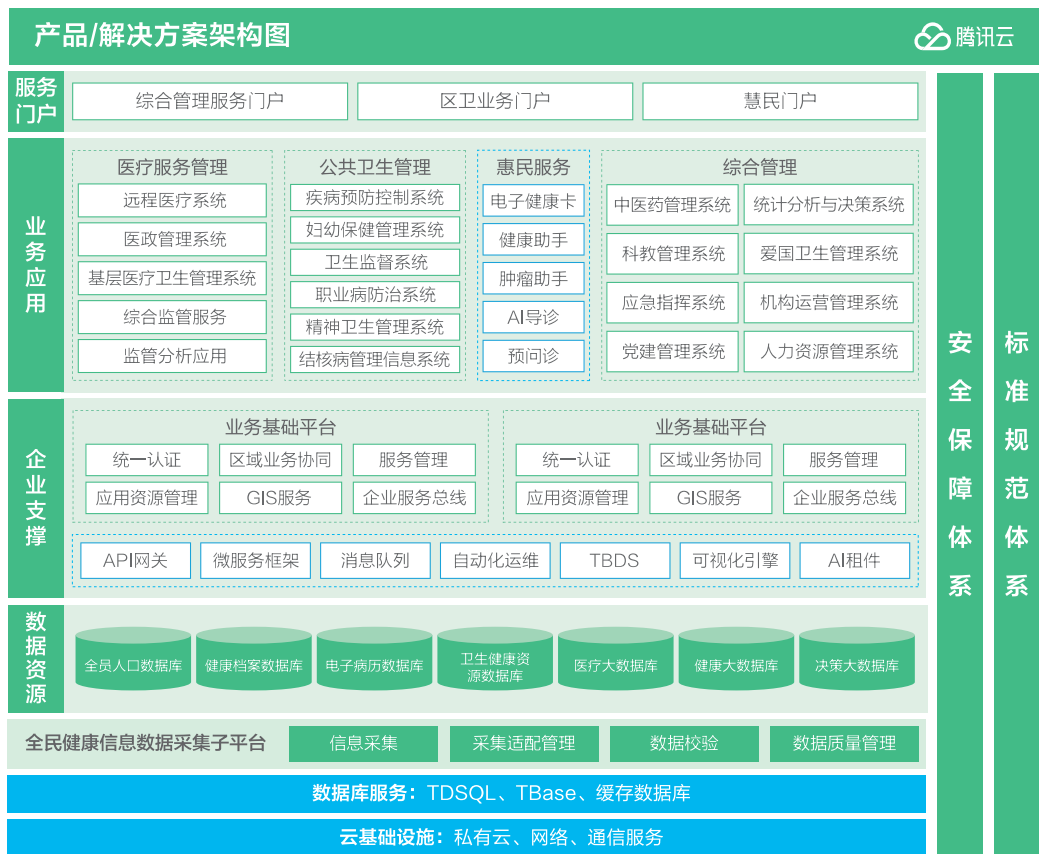 产品/解决方案架构图
腾讯云
服务
门户
综合管理服务门户
区卫业务门户
慧民门户
业
务
应
用
医疗服务管理
远程医疗系统
医政管理系统
基层医疗卫生管理系统
综合监管服务
监管分析应用
公共卫生管理
疾病预防控制系统
妇幼保健管理系统
卫生监督系统
职业病防治系统
精神卫生管理系统
结核病管理信息系统
惠民服务
电子健康卡
健康助手
肿瘤助手
AI导诊
预问诊
综合管理
中医药管理系统
统计分析与决策系统
科教管理系统
爱国卫生管理系统
应急指挥系统
机构运营管理系统
党建管理系统
人力资源管理系统
企
业
支
撑
业务基础平台
统一认证
区域业务协同
服务管理
应用资源管理
GIS服务
企业服务总线
业务基础平台
统一认证
区域业务协同
服务管理
应用资源管理
GIS服务
企业服务总线
API网关
微服务框架
消息队列
自动化运维
TBDS
可视化引擎
AI租件
数
据
资
源
全员人口数据库
健康档案数据库
电子病历数据库
卫生健康资
源数据库
医疗大数据库
健康大数据库
决策大数据库
全民健康信息数据采集子平台
信息采集
采集适配管理
数据校验
数据质量管理
数据库服务：TDSQL、TBase、缓存数据库
云基础设施：私有云、网络、通信服务
安
全
保
障
体
系
标
准
规
范
体
系